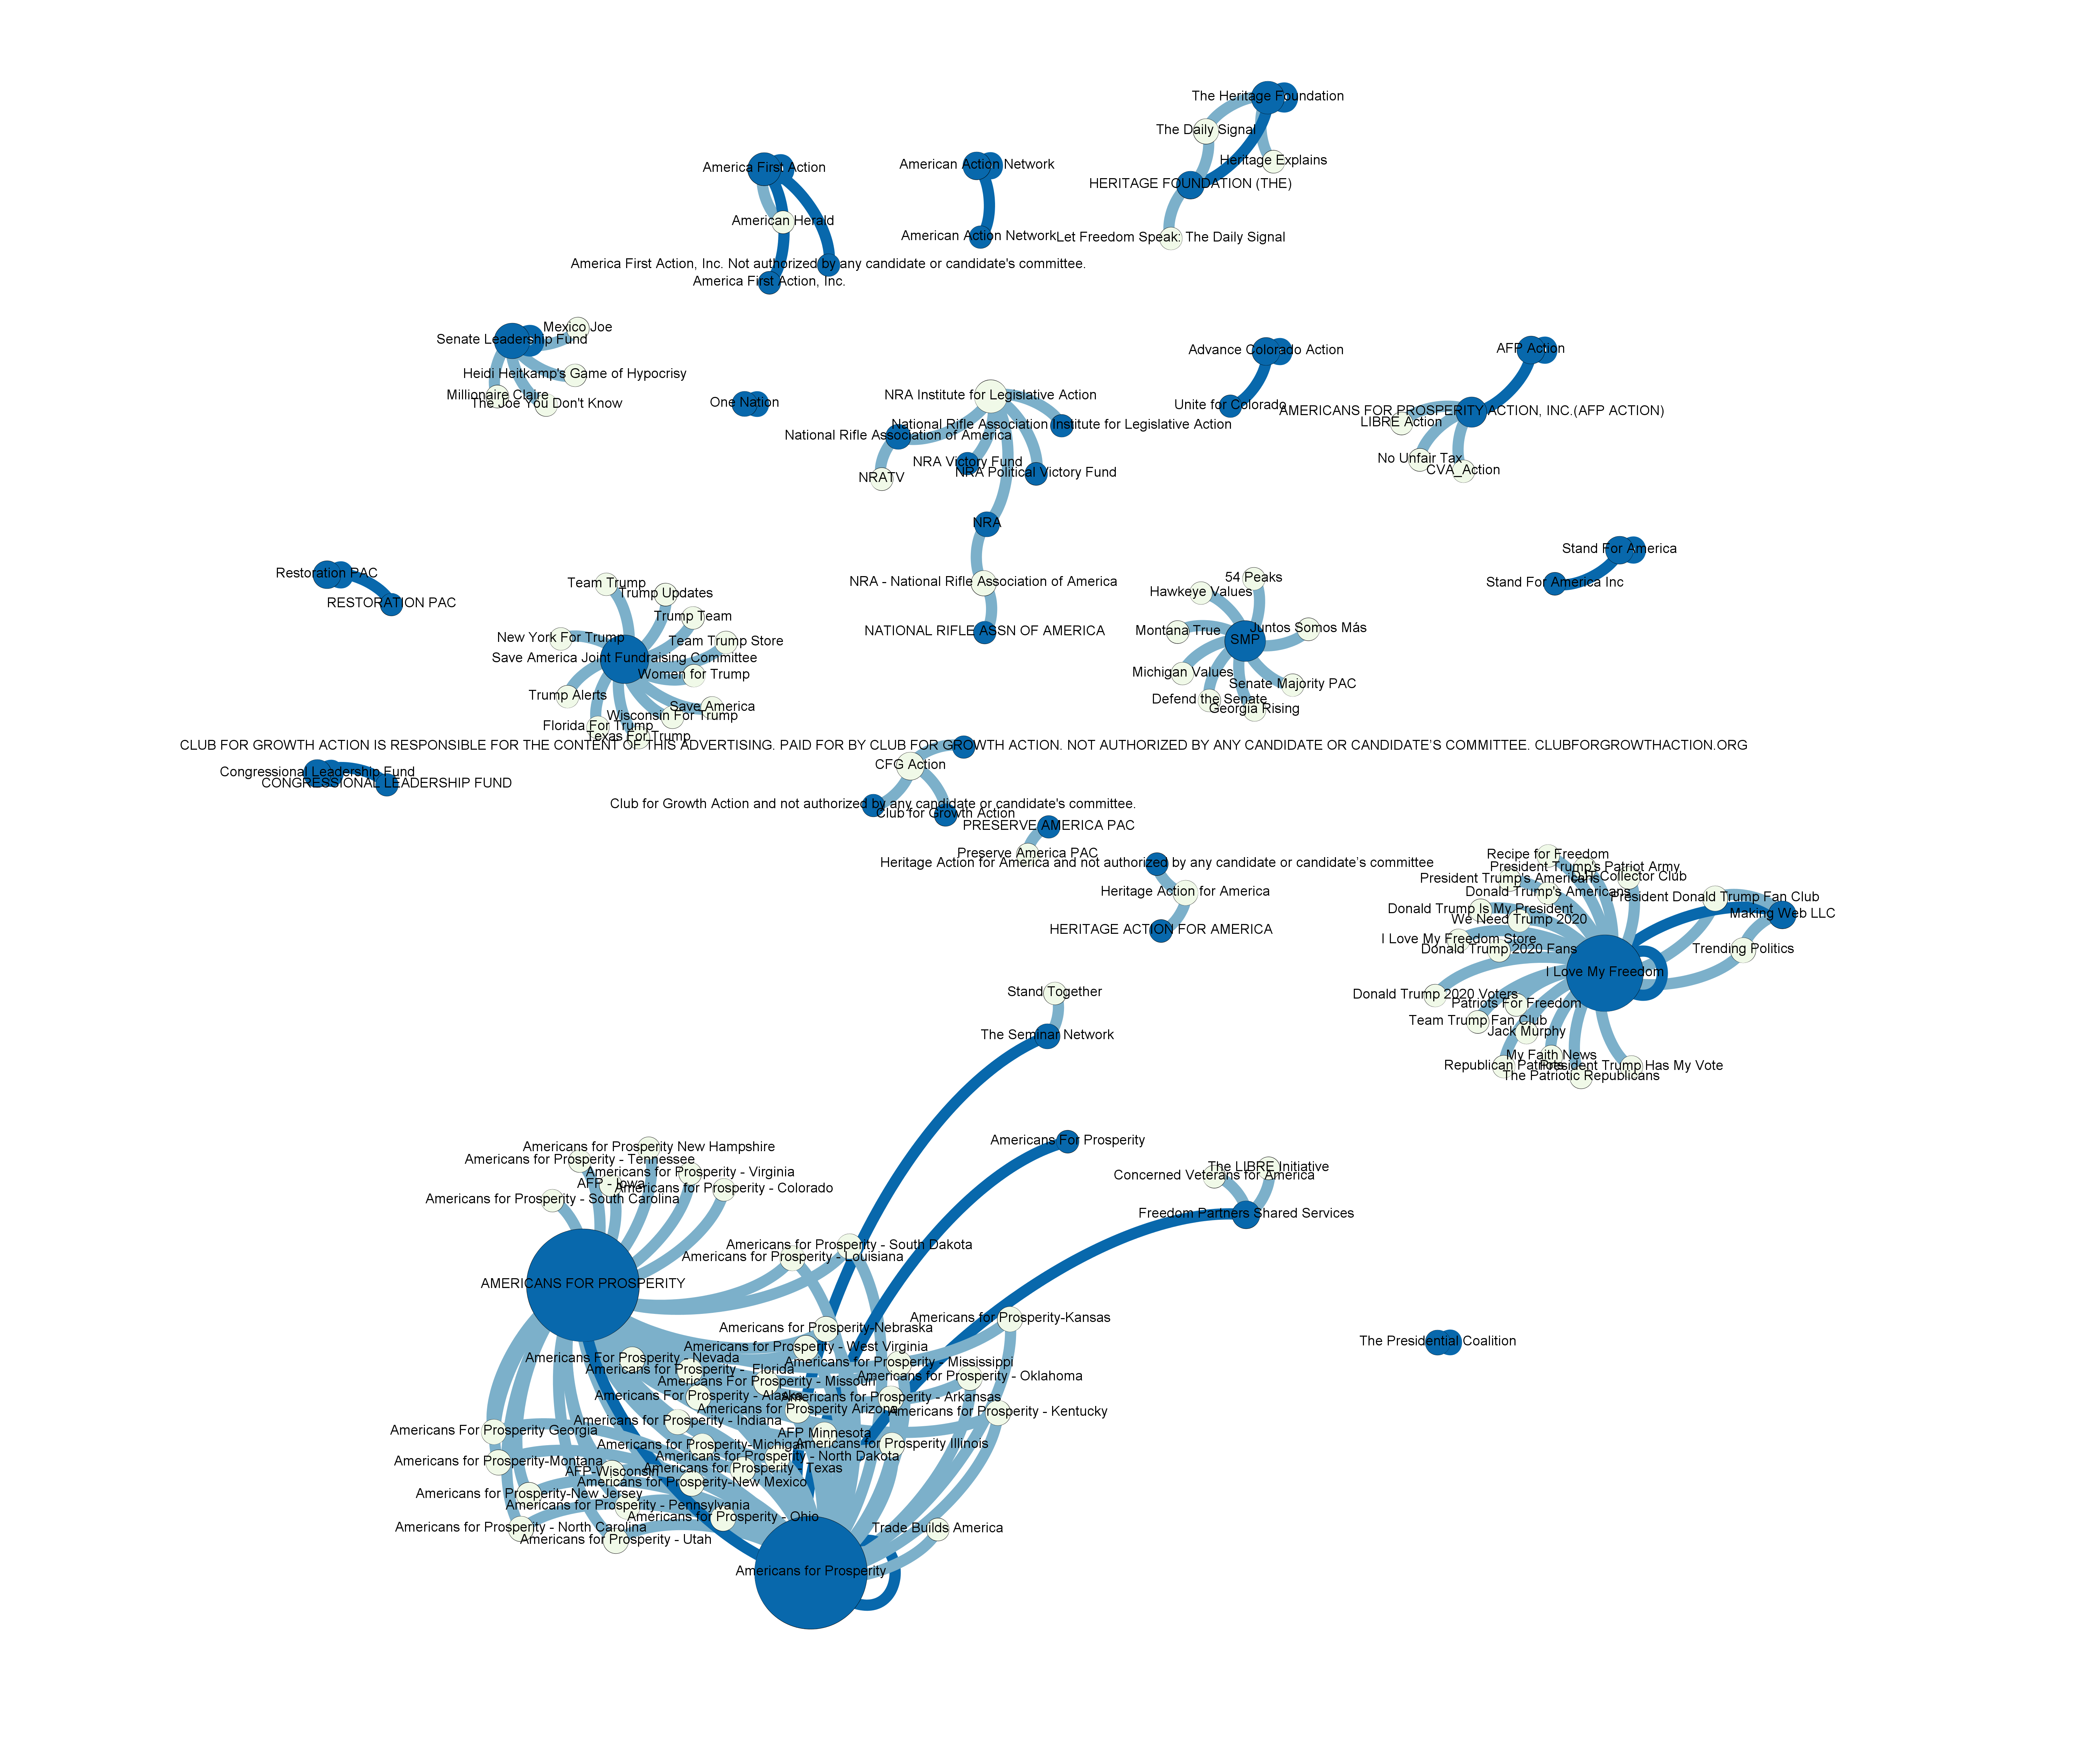 The Heritage Foundation
The Daily Signal
Heritage Explains
HERITAGE FOUNDATION (THE)
Let Freedom Speak: The Daily Signal
America First Action
American Herald
America First Action, Inc. Not authorized by any candidate or candidate's committee.
America First Action, Inc.
American Action Network
American Action Network
Senate Leadership Fund
Mexico Joe
Heidi Heitkamp's Game of Hypocrisy
Millionaire Claire
The Joe You Don't Know
One Nation
NRA Institute for Legislative Action
National Rifle Association Institute for Legislative Action
National Rifle Association of America
NRA Victory Fund
NRA Political Victory Fund
NRATV
NRA
NRA - National Rifle Association of America
NATIONAL RIFLE ASSN OF AMERICA
Advance Colorado Action
Unite for Colorado
AFP Action
AMERICANS FOR PROSPERITY ACTION, INC.(AFP ACTION)
LIBRE Action
No Unfair Tax
CVA_Action
Stand For America
Stand For America Inc
Restoration PAC
RESTORATION PAC
Team Trump
Trump Updates
Trump Team
New York For Trump
Team Trump Store
Save America Joint Fundraising Committee
Women for Trump
Trump Alerts
Save America
Wisconsin For Trump
Florida For Trump
Texas For Trump
54 Peaks
Hawkeye Values
Juntos Somos Más
Montana True
SMP
Michigan Values
Senate Majority PAC
Defend the Senate
Georgia Rising
CLUB FOR GROWTH ACTION IS RESPONSIBLE FOR THE CONTENT OF THIS ADVERTISING. PAID FOR BY CLUB FOR GROWTH ACTION. NOT AUTHORIZED BY ANY CANDIDATE OR CANDIDATE’S COMMITTEE. CLUBFORGROWTHACTION.ORG
CFG Action
Club for Growth Action and not authorized by any candidate or candidate's committee.
Club for Growth Action
Congressional Leadership Fund
CONGRESSIONAL LEADERSHIP FUND
PRESERVE AMERICA PAC
Preserve America PAC
Heritage Action for America and not authorized by any candidate or candidate’s committee
Heritage Action for America
HERITAGE ACTION FOR AMERICA
Recipe for Freedom
President Trump's Patriot Army
President Trump's Americans
Collector Club
Donald Trump's Americans
President Donald Trump Fan Club
Donald Trump Is My President
Making Web LLC
We Need Trump 2020
I Love My Freedom Store
Donald Trump 2020 Fans
Trending Politics
I Love My Freedom
Donald Trump 2020 Voters
Patriots For Freedom
Team Trump Fan Club
Jack Murphy
My Faith News
Republican Patriots
President Trump Has My Vote
The Patriotic Republicans
Stand Together
The Seminar Network
Americans For Prosperity
The LIBRE Initiative
Concerned Veterans for America
Freedom Partners Shared Services
Americans for Prosperity New Hampshire
Americans for Prosperity - Tennessee
Americans for Prosperity - Virginia
AFP - Iowa
Americans for Prosperity - Colorado
Americans for Prosperity - South Carolina
Americans for Prosperity - South Dakota
Americans for Prosperity - Louisiana
AMERICANS FOR PROSPERITY
Americans for Prosperity-Kansas
Americans for Prosperity-Nebraska
Americans for Prosperity - West Virginia
Americans For Prosperity - Nevada
Americans for Prosperity - Mississippi
Americans for Prosperity - Florida
Americans for Prosperity - Oklahoma
Americans For Prosperity - Missouri
Americans For Prosperity - Alaska
Americans for Prosperity - Arkansas
Americans for Prosperity Arizona
Americans for Prosperity - Kentucky
Americans for Prosperity - Indiana
Americans For Prosperity Georgia
AFP Minnesota
Americans for Prosperity-Michigan
Americans for Prosperity Illinois
Americans for Prosperity - North Dakota
Americans for Prosperity-Montana
AFP-Wisconsin
Americans for Prosperity - Texas
Americans for Prosperity-New Mexico
Americans for Prosperity-New Jersey
Americans for Prosperity - Pennsylvania
Americans for Prosperity - Ohio
Americans for Prosperity - North Carolina
Americans for Prosperity - Utah
Trade Builds America
Americans for Prosperity
The Presidential Coalition